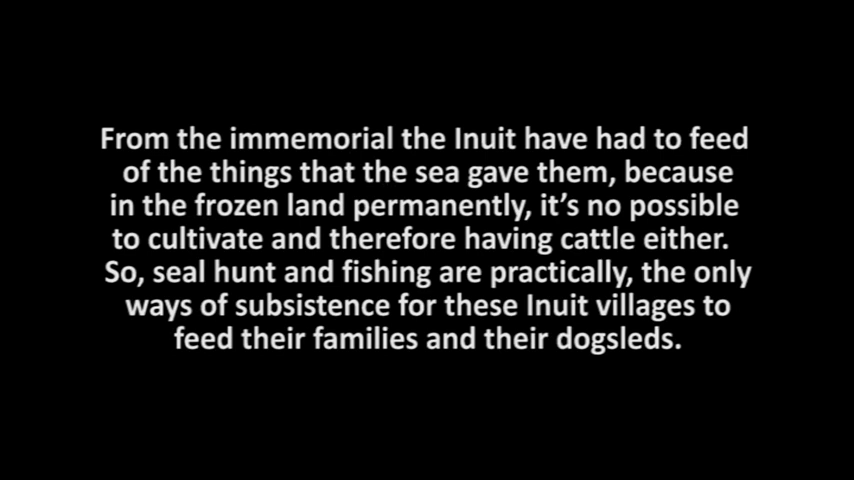 From the immemorial the Inuit have had to feed
of the things that the sea gave them, because
in the frozen land permanently, it's no possible
to cultivate and therefore having cattle either.
So, seal hunt and fishing are practically, the only
ways of subsistence for these Inuit villages to
feed their families and their dogsleds.